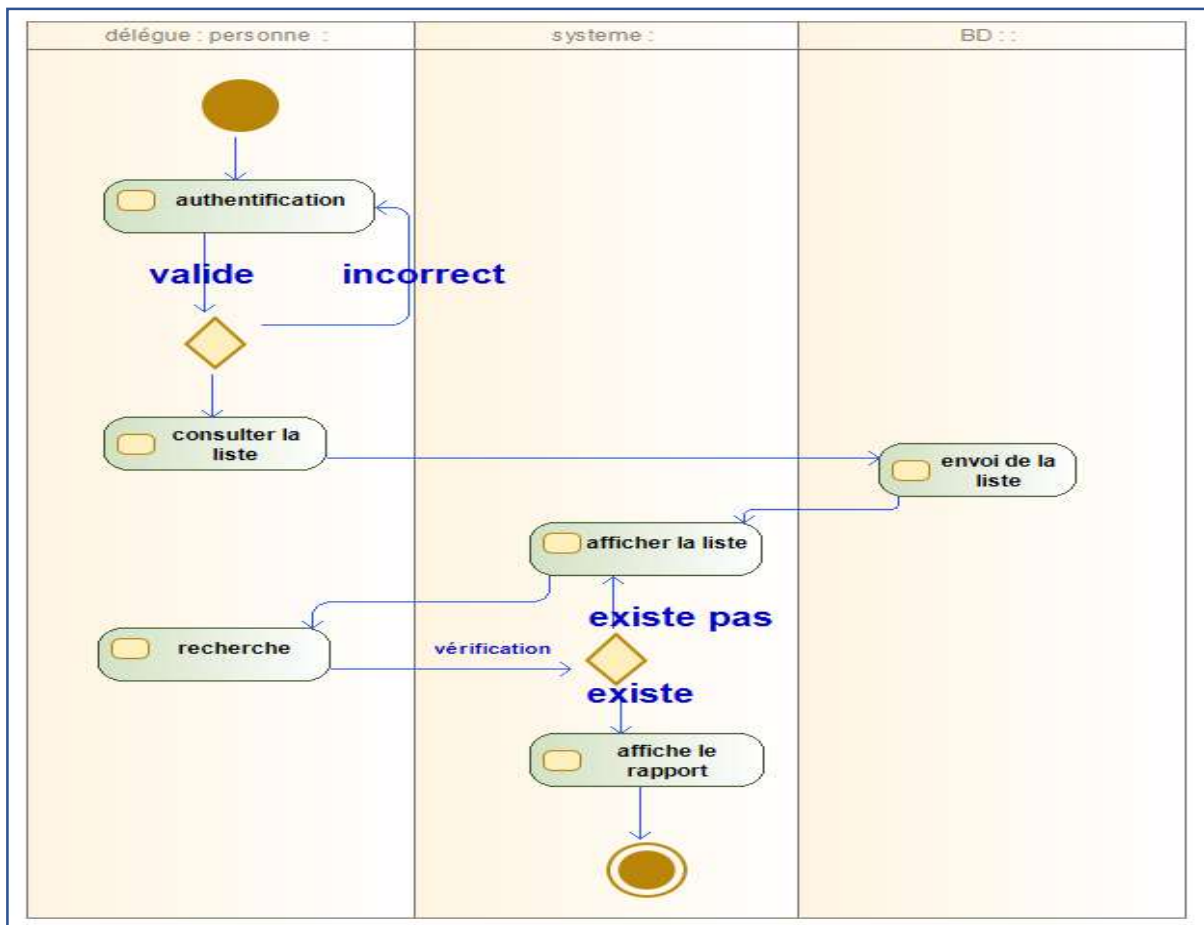 délégue : personne :
systeme :
BD : :
authentification
valide
incorrect
consulter la
liste
envoi de la
liste
afficher la liste
existe pas
recherche
vérification
existe
affiche le
rapport